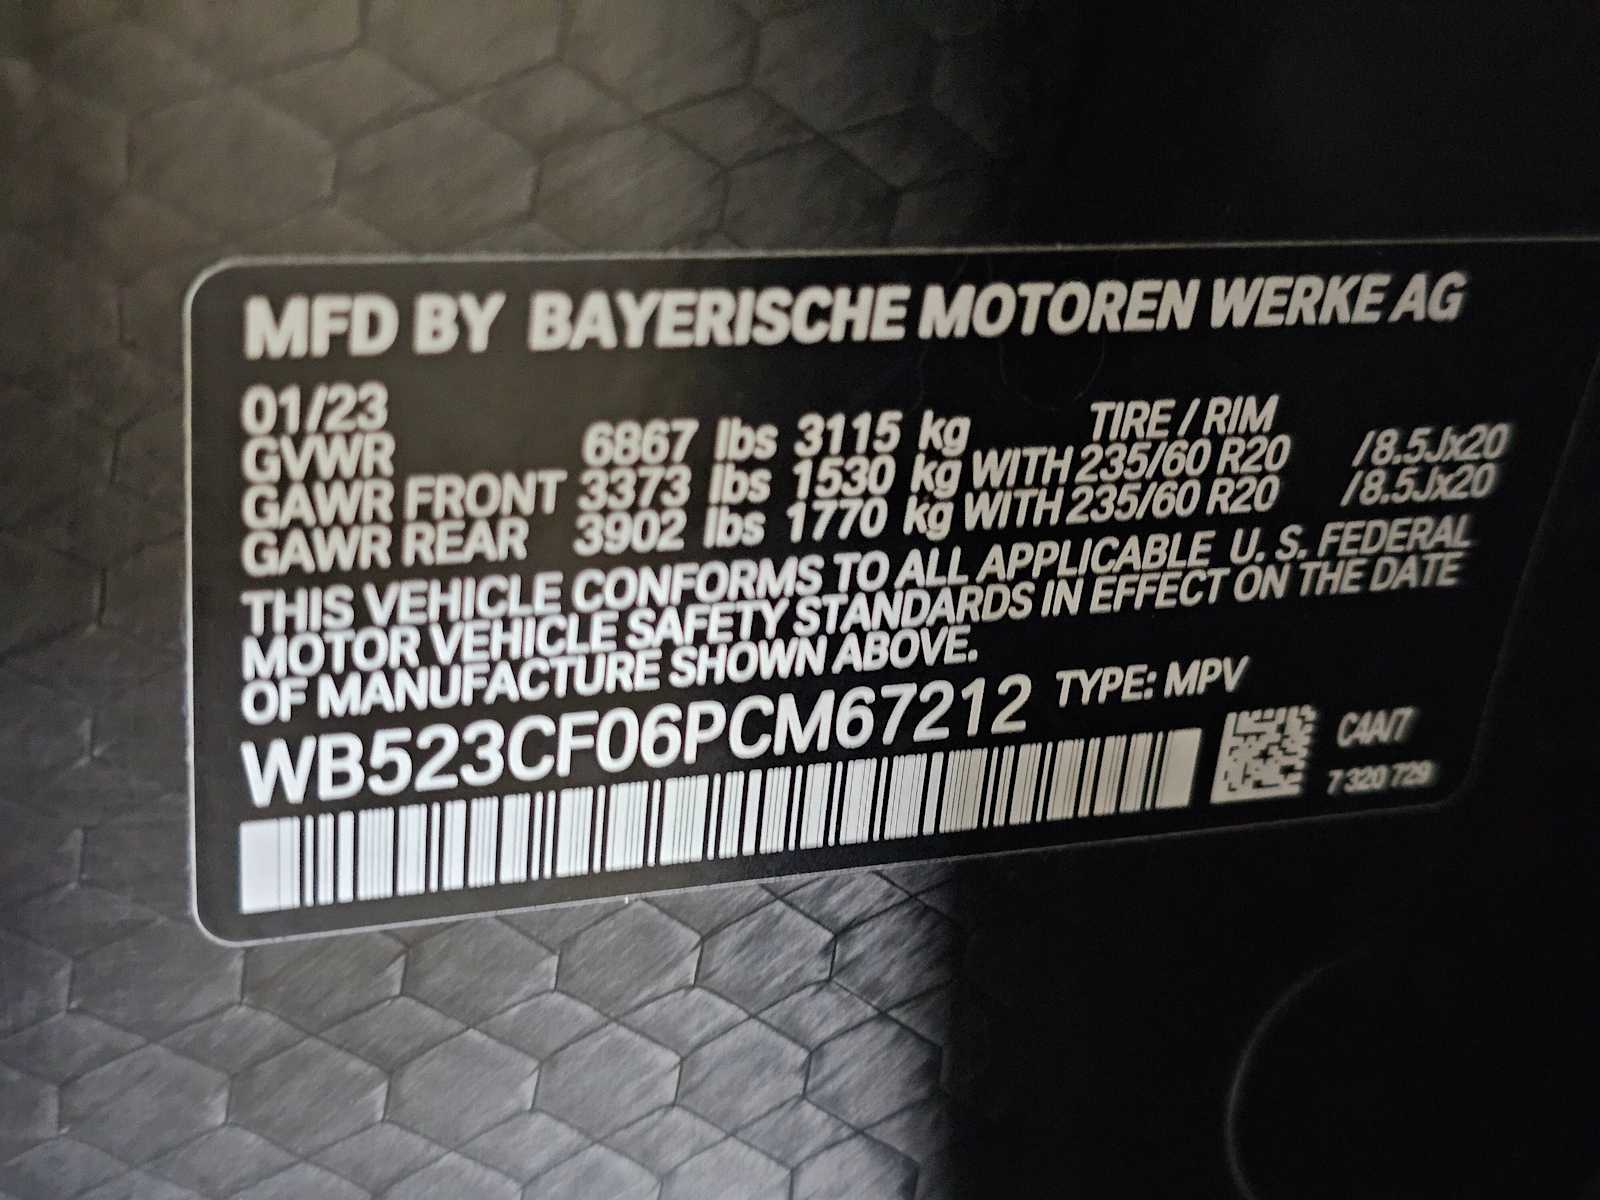 MFD BY BAYERISCHE MOTOREN WERKE AG
01/23 TIRE / RIM
GVWR 6867 lbs 3115 kg
GAWR FRONT 3373 lbs 1530 kg WITH 235/60 R20 /8.5Jx20
GAWR REAR 3902 lbs 1770 kg WITH 235/60 R20 /8.5Jx20
THIS VEHICLE CONFORMS TO ALL APPLICABLE U. S. FEDERAL
MOTOR VEHICLE SAFETY STANDARDS IN EFFECT ON THE DATE
OF MANUFACTURE SHOWN ABOVE.
WB523CF06PCM67212 TYPE: MPV
C4A/7
7 320 729